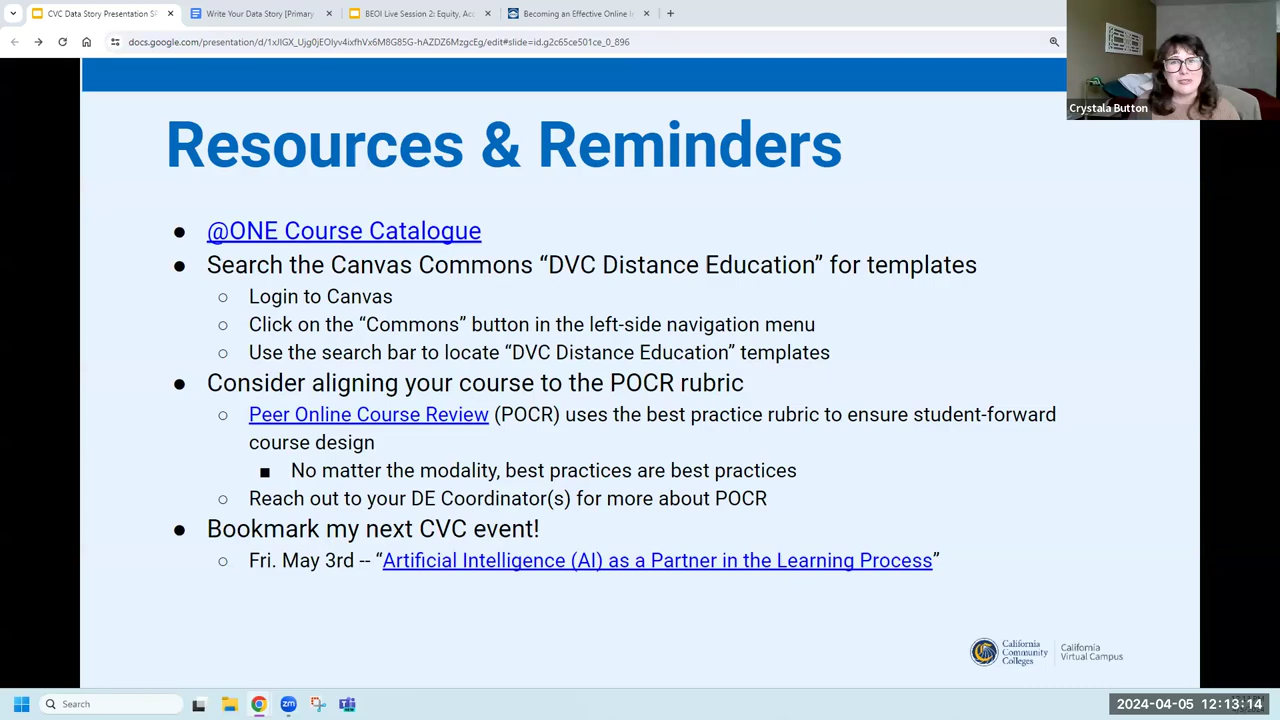 CVC Data Story Presentation SP
Write Your Data Story [Primary
BEOI Live Session 2: Equity, Ac
Becoming an Effective Online I
docs.google.com/presentation/d/1xJIGX_Ujg0jEOlyv4ixfhVx6M8G85G-hAZDZ6MzgcEg/edit#slide=id.g2c65ce501ce_0_896
Crystala Button
Resources & Reminders
● @ONE Course Catalogue
● Search the Canvas Commons “DVC Distance Education” for templates
○ Login to Canvas
○ Click on the “Commons” button in the left-side navigation menu
○ Use the search bar to locate “DVC Distance Education” templates
● Consider aligning your course to the POCR rubric
○ Peer Online Course Review (POCR) uses the best practice rubric to ensure student-forward
course design
■ No matter the modality, best practices are best practices
○ Reach out to your DE Coordinator(s) for more about POCR
● Bookmark my next CVC event!
○ Fri. May 3rd -- “Artificial Intelligence (AI) as a Partner in the Learning Process”
California
Community
Colleges
California
Virtual Campus
Search
2024-04-05 12:13:14